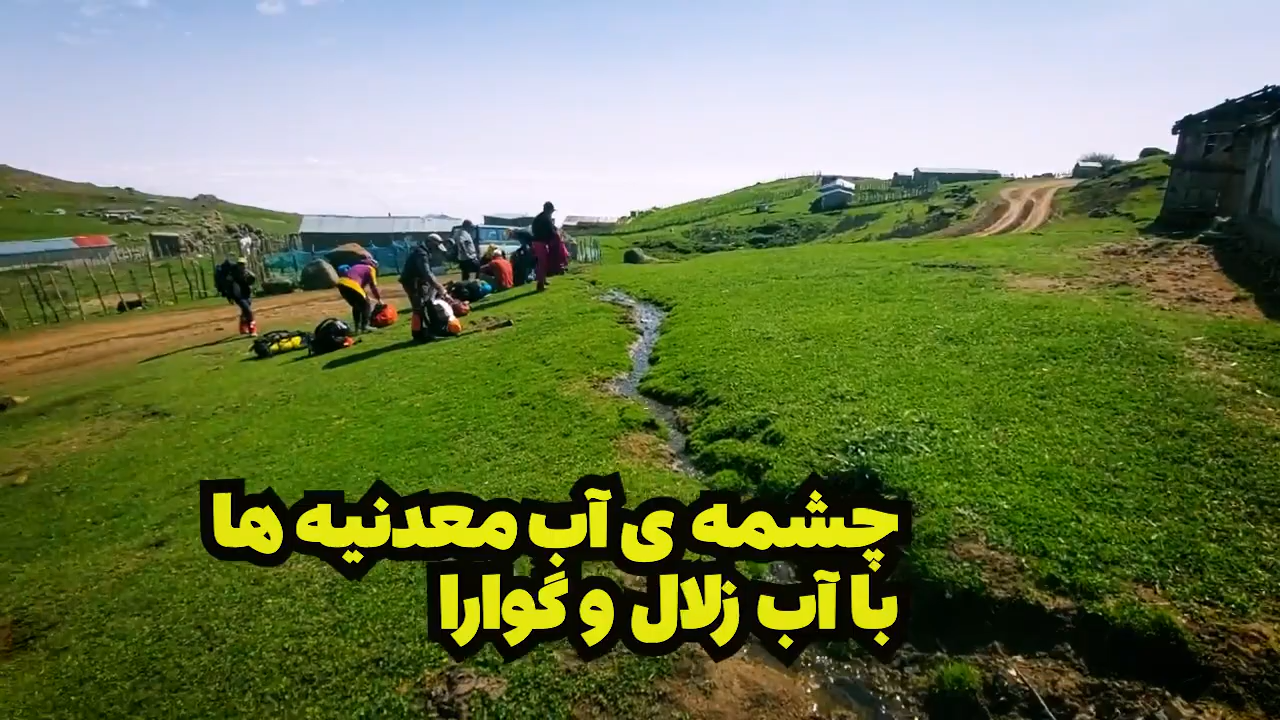 چشمه ی آب معدنیه ها
با آب زلال و گوارا